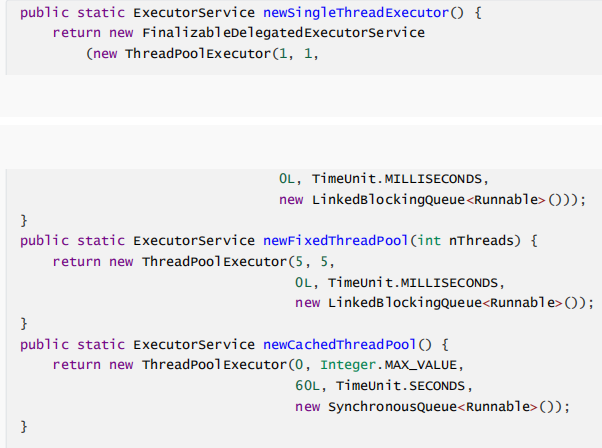 public static ExecutorService newSingleThreadExecutor() {
    return new FinalizableDelegatedExecutorService
        (new ThreadPoolExecutor(1, 1,
                                0L, TimeUnit.MILLISECONDS,
                                new LinkedBlockingQueue<Runnable>()));
}
public static ExecutorService newFixedThreadPool(int nThreads) {
    return new ThreadPoolExecutor(5, 5,
                                  0L, TimeUnit.MILLISECONDS,
                                  new LinkedBlockingQueue<Runnable>());
}
public static ExecutorService newCachedThreadPool() {
    return new ThreadPoolExecutor(0, Integer.MAX_VALUE,
                                  60L, TimeUnit.SECONDS,
                                  new SynchronousQueue<Runnable>());
}